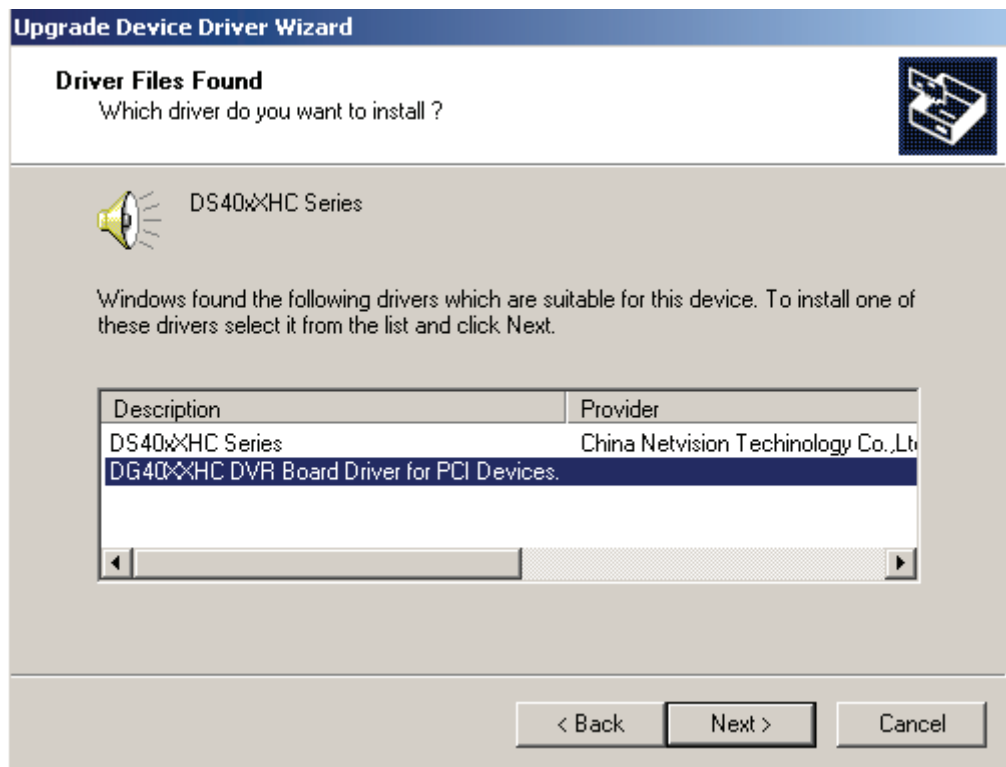 Upgrade Device Driver Wizard
Driver Files Found
Which driver do you want to install ?
DS40xXHC Series
Windows found the following drivers which are suitable for this device. To install one of
these drivers select it from the list and click Next.
Description Provider
DS40xXHC Series China Netvision Techinology Co.,Lt
DG40XXHC DVR Board Driver for PCI Devices.
< Back Next > Cancel